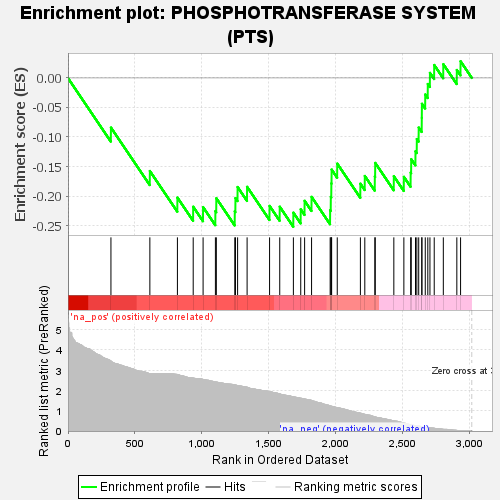 Enrichment plot: PHOSPHOTRANSFERASE SYSTEM
(PTS)
Enrichment score (ES)
0.00
-0.05
-0.10
-0.15
-0.20
-0.25
'na_pos' (positively correlated)
Ranked list metric (PreRanked)
5
4
3
2
1
0
Zero cross at 3
'na_neg' (negatively correlated)
0
500
1,000
1,500
2,000
2,500
3,000
Rank in Ordered Dataset
Enrichment profile
Hits
Ranking metric scores